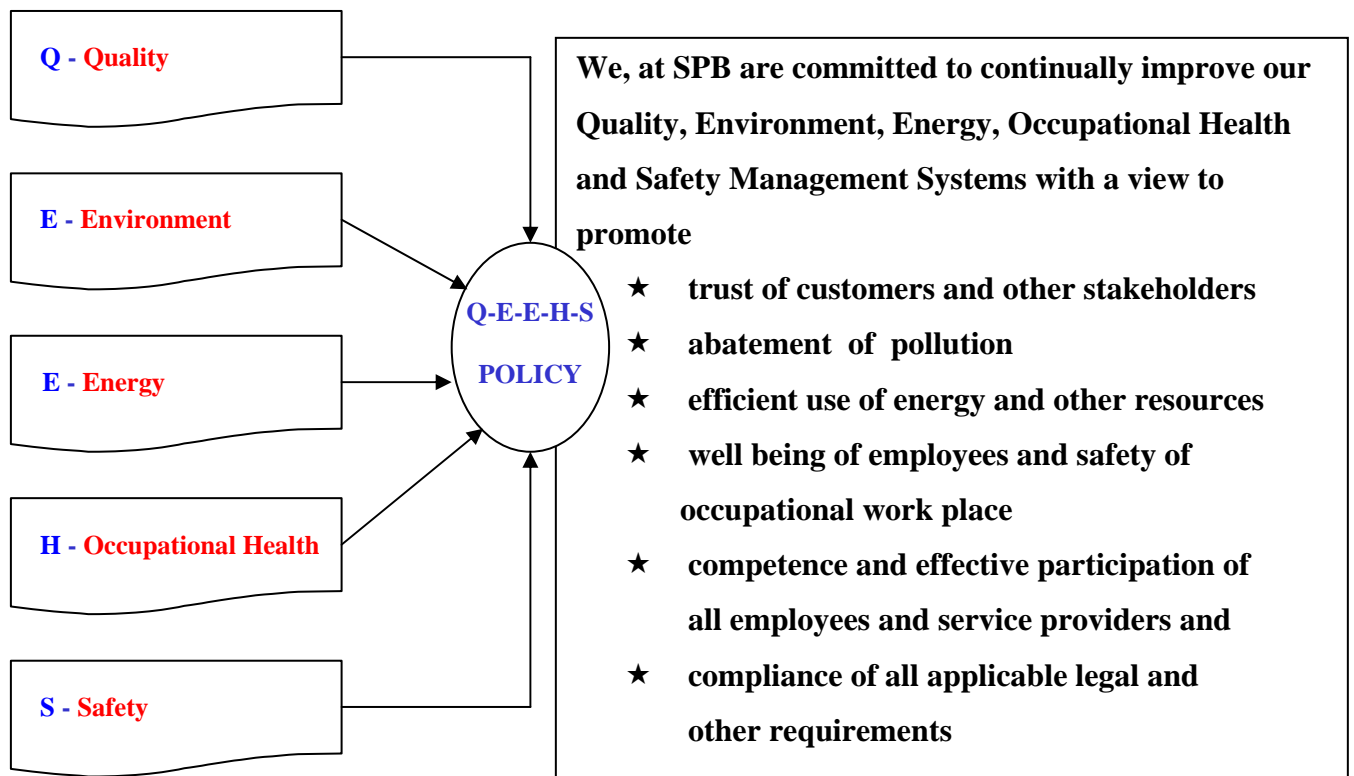 Q - Quality
E - Environment
E - Energy
H - Occupational Health
S - Safety
Q-E-E-H-S
POLICY
We, at SPB are committed to continually improve our
Quality, Environment, Energy, Occupational Health
and Safety Management Systems with a view to
promote
★ trust of customers and other stakeholders
★ abatement of pollution
★ efficient use of energy and other resources
★ well being of employees and safety of
occupational work place
★ competence and effective participation of
all employees and service providers and
★ compliance of all applicable legal and
other requirements